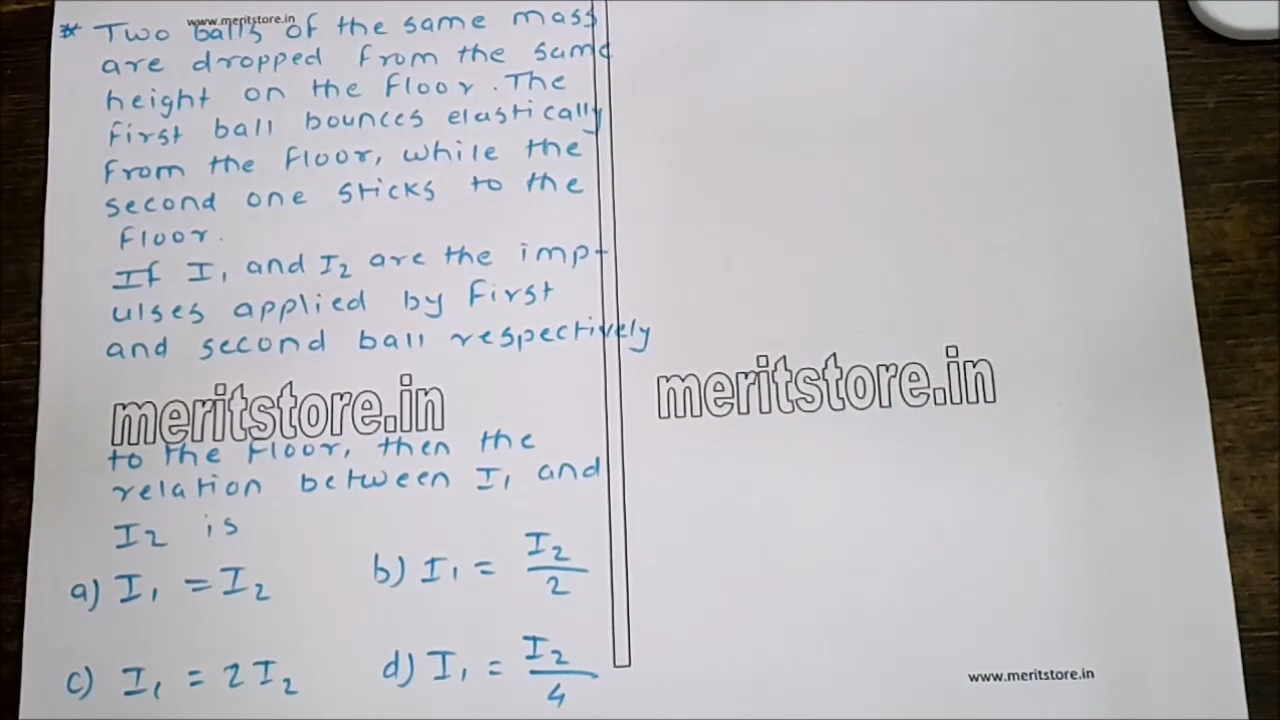 www.meritstore.in
* Two balls of the same mass
are dropped from the same
height on the floor. The
first ball bounces elastically
from the floor, while the
second one sticks to the
floor.
If I1 and I2 are the imp-
ulses applied by first
and second ball respectively
meritstore.in
to the floor, then the
relation between I1 and
I2 is
a) I1 = I2
b) I1 = I2/2
c) I1 = 2I2
d) I1 = I2/4
meritstore.in
www.meritstore.in